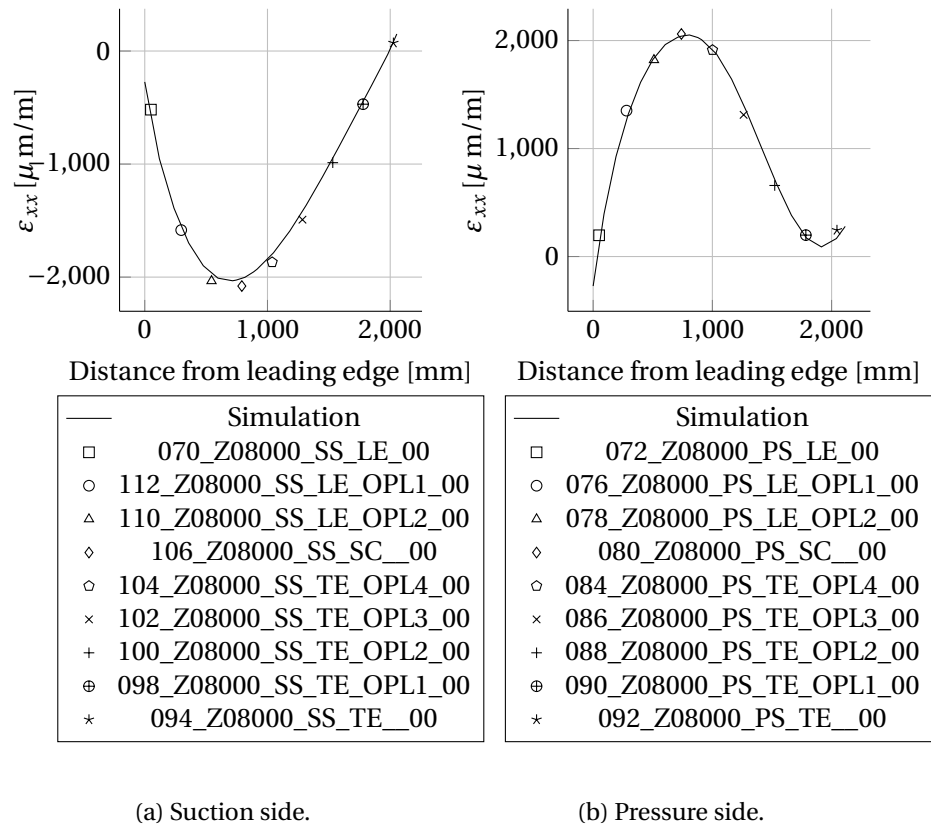 0
−1,000
−2,000
0
1,000
2,000
ε_xx [μ m/m]
Distance from leading edge [mm]
Simulation
070_Z08000_SS_LE_00
112_Z08000_SS_LE_OPL1_00
110_Z08000_SS_LE_OPL2_00
106_Z08000_SS_SC__00
104_Z08000_SS_TE_OPL4_00
102_Z08000_SS_TE_OPL3_00
100_Z08000_SS_TE_OPL2_00
098_Z08000_SS_TE_OPL1_00
094_Z08000_SS_TE__00
(a) Suction side.
2,000
1,000
0
0
1,000
2,000
ε_xx [μ m/m]
Distance from leading edge [mm]
Simulation
072_Z08000_PS_LE_00
076_Z08000_PS_LE_OPL1_00
078_Z08000_PS_LE_OPL2_00
080_Z08000_PS_SC__00
084_Z08000_PS_TE_OPL4_00
086_Z08000_PS_TE_OPL3_00
088_Z08000_PS_TE_OPL2_00
090_Z08000_PS_TE_OPL1_00
092_Z08000_PS_TE__00
(b) Pressure side.